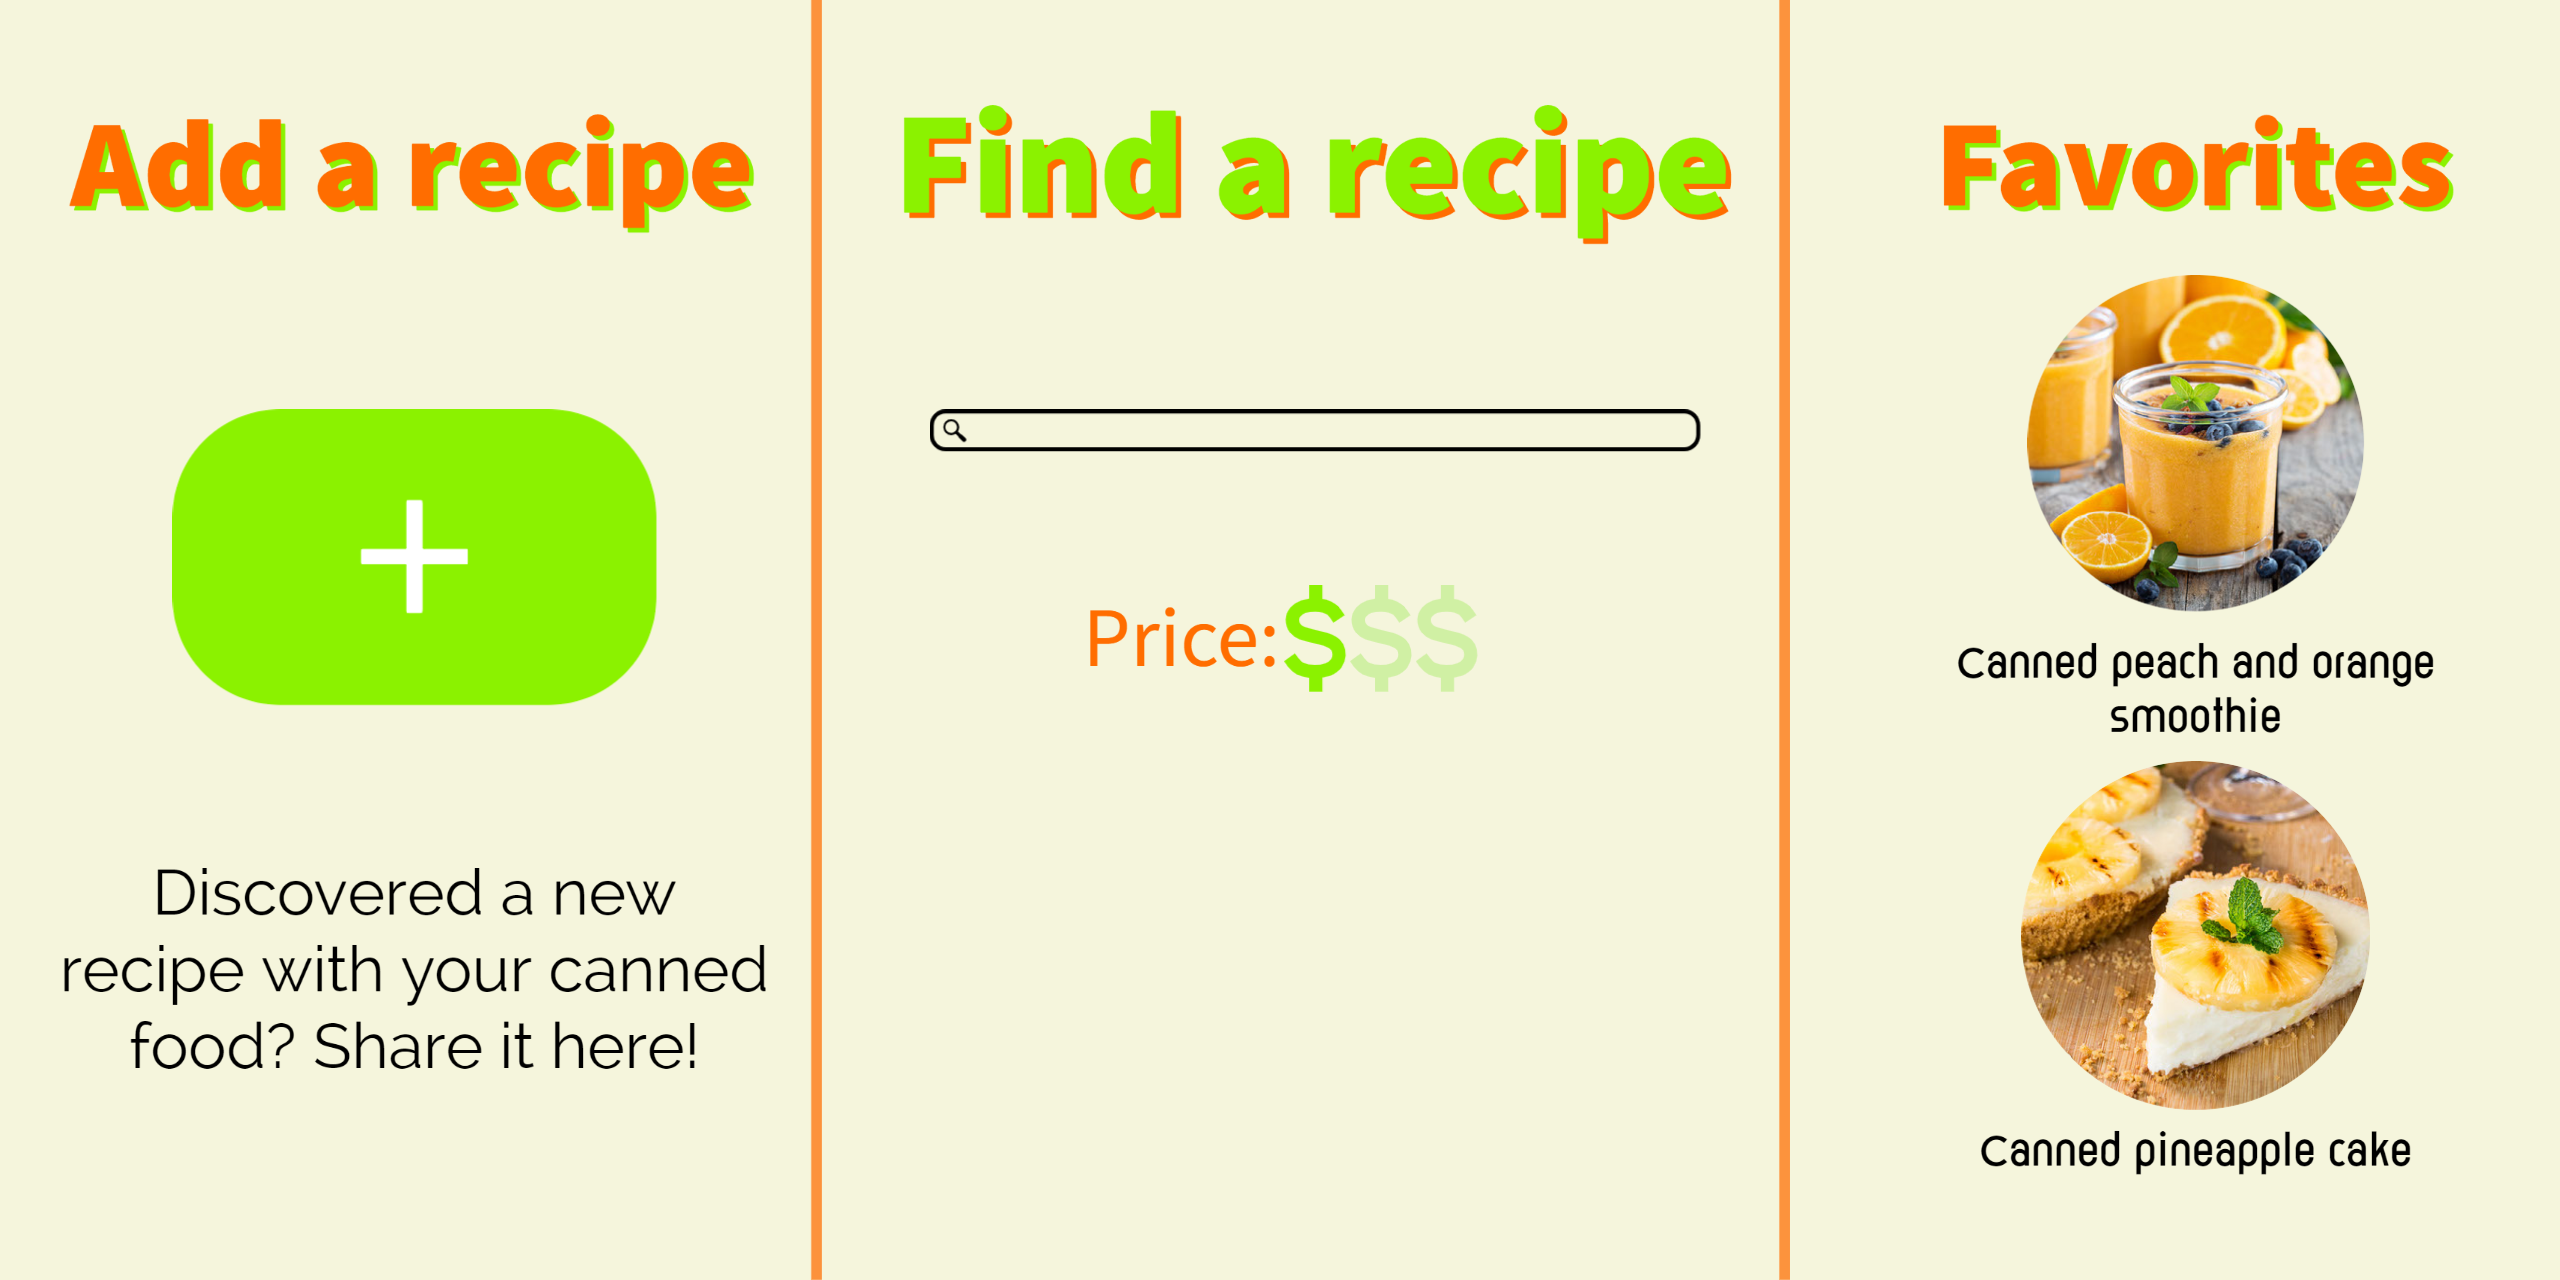 Add a recipe
Discovered a new
recipe with your canned
food? Share it here!
Find a recipe
Price:$$$
Favorites
Canned peach and orange
smoothie
Canned pineapple cake